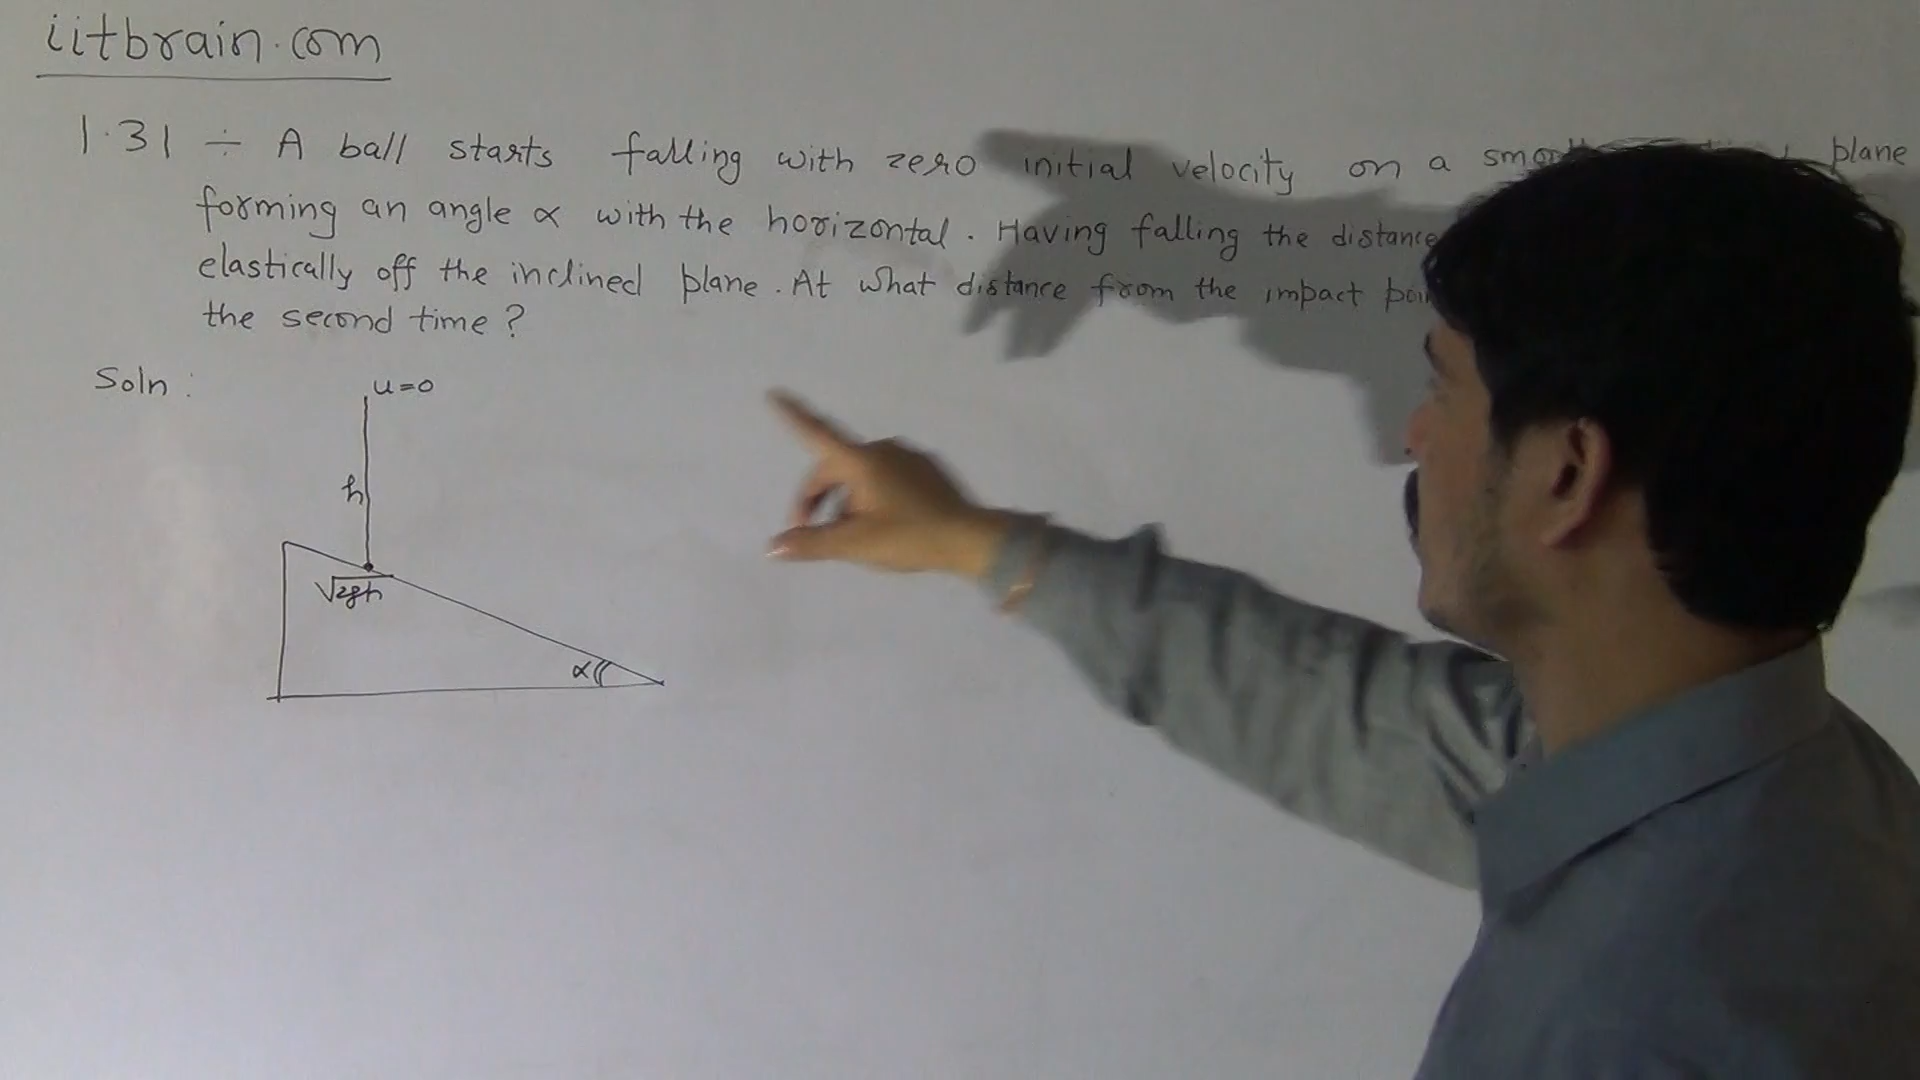 iitbrain.com
1.31 ÷ A ball starts falling with zero initial velocity on a plane
forming an angle α with the horizontal. Having falling the distance
elastically off the inclined plane. At what distance from the impact
the second time?
Soln :
u=0
h
√2gh
α